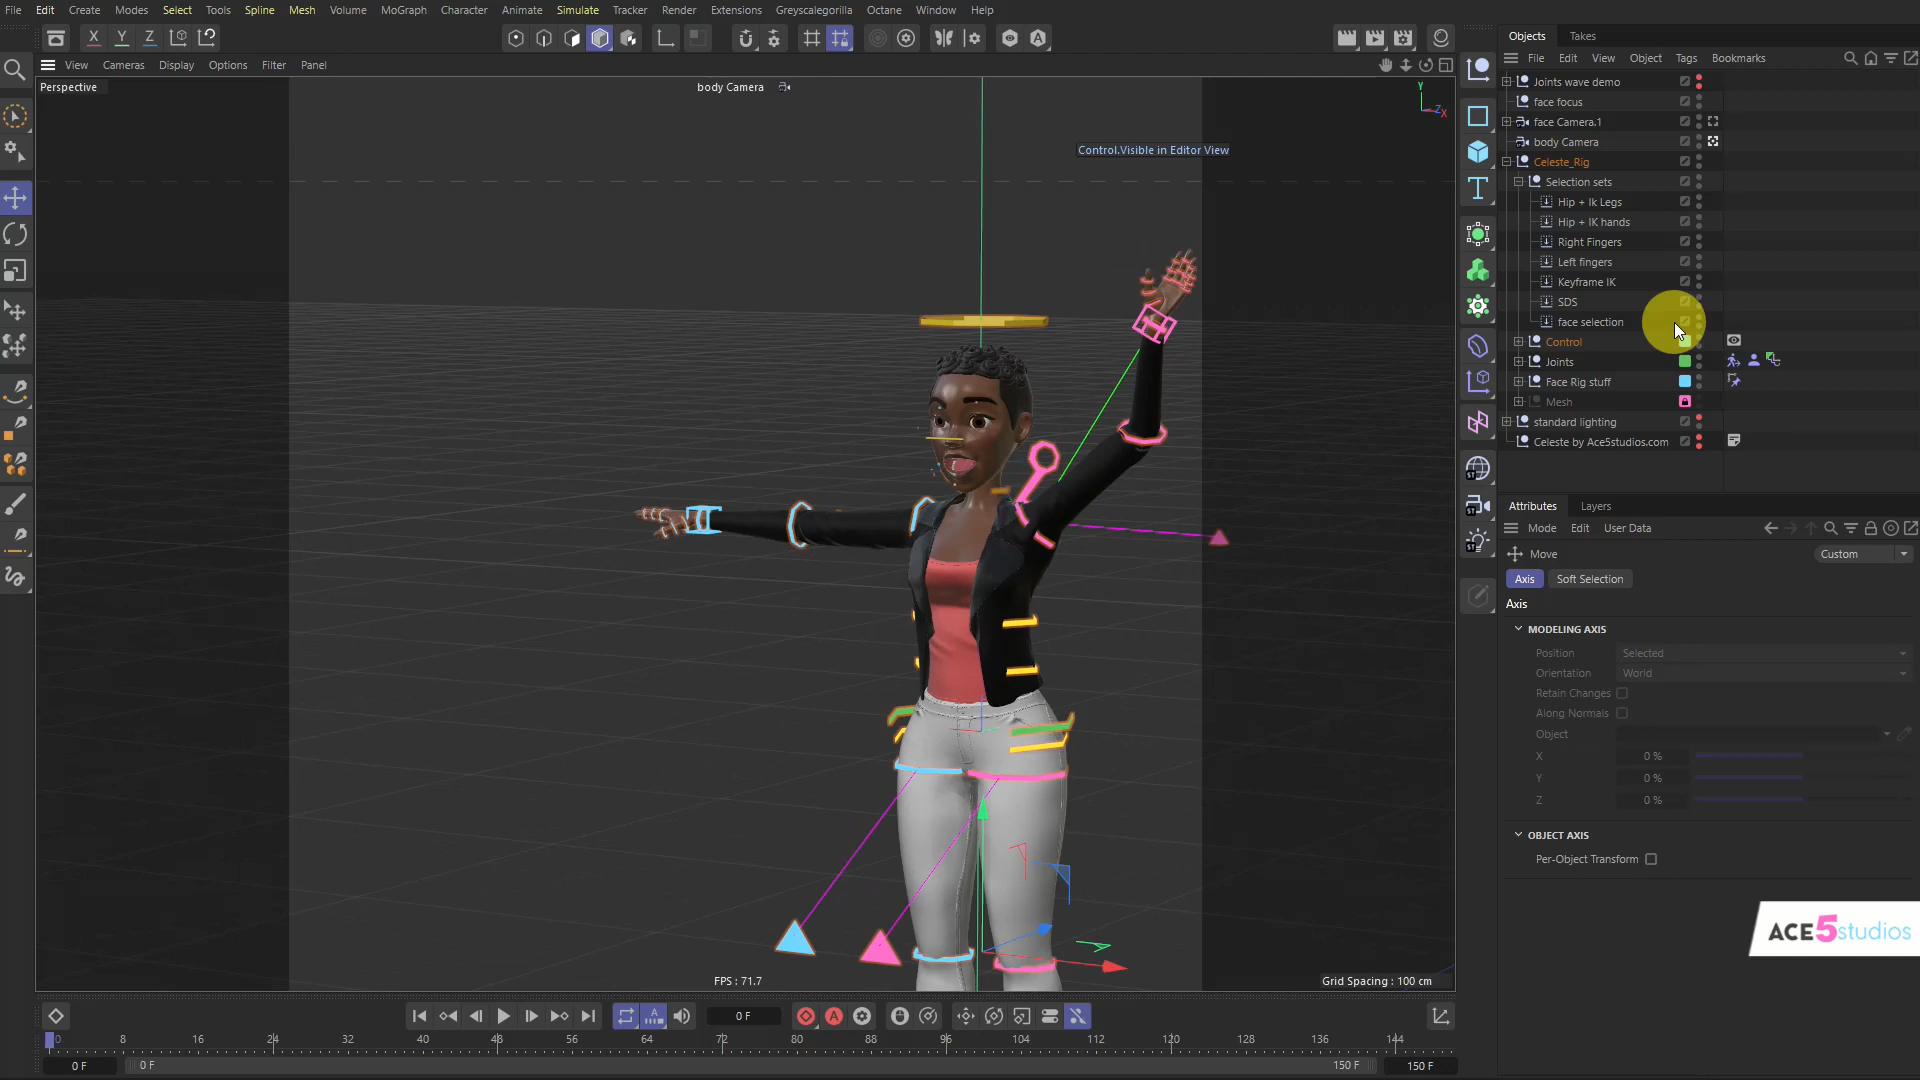 File Edit Create Modes Select Tools Spline Mesh Volume MoGraph Character Animate Simulate Tracker Render Extensions Greyscalegorilla Octane Window Help
X Y Z
View Cameras Display Options Filter Panel
Perspective
body Camera
Y
Z X
Control.Visible in Editor View
FPS : 71.7
Grid Spacing : 100 cm
0 F
0 8 16 24 32 40 48 56 64 72 80 88 96 104 112 120 128 136 144
0 F
0 F
150 F
150 F
Objects Takes
File Edit View Object Tags Bookmarks
Joints wave demo
face focus
face Camera.1
body Camera
Celeste_Rig
Selection sets
Hip + Ik Legs
Hip + IK hands
Right Fingers
Left fingers
Keyframe IK
SDS
face selection
Control
Joints
Face Rig stuff
Mesh
standard lighting
Celeste by Ace5studios.com
Attributes Layers
Mode Edit User Data
Move
Custom
Axis Soft Selection
Axis
MODELING AXIS
Position Selected
Orientation World
Retain Changes
Along Normals
Object
X 0 %
Y 0 %
Z 0 %
OBJECT AXIS
Per-Object Transform
ACE5studios